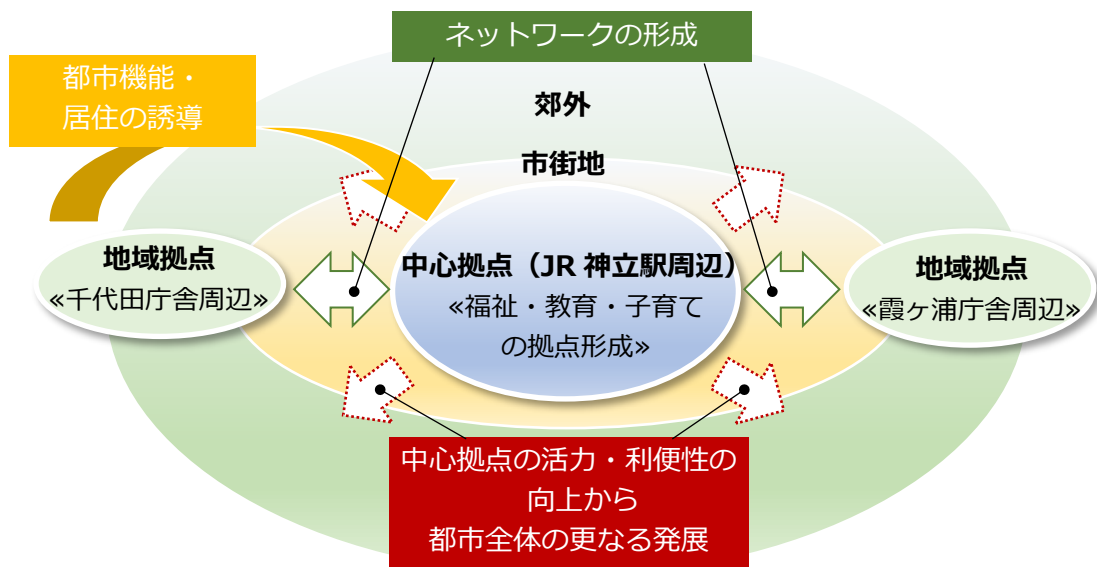 ネットワークの形成
都市機能・
居住の誘導
郊外
市街地
地域拠点
≪千代田庁舎周辺≫
中心拠点（JR 神立駅周辺）
≪福祉・教育・子育て
の拠点形成≫
地域拠点
≪霞ヶ浦庁舎周辺≫
中心拠点の活力・利便性の
向上から
都市全体の更なる発展